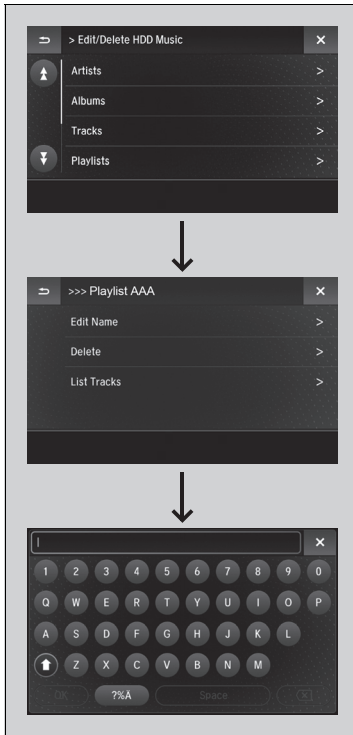 > Edit/Delete HDD Music ×
Artists >
Albums >
Tracks >
Playlists >
>>> Playlist AAA ×
Edit Name >
Delete >
List Tracks >
×
1 2 3 4 5 6 7 8 9 0
Q W E R T Y U I O P
A S D F G H J K L
Z X C V B N M
OK ?%Ä Space